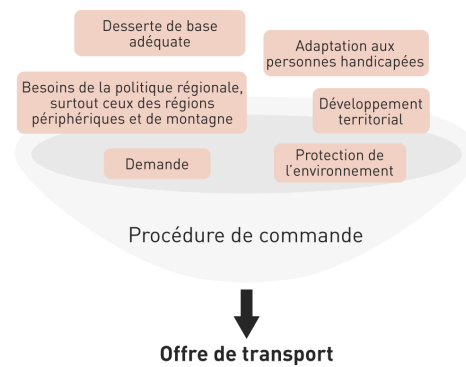 Desserte de base
adéquate
Adaptation aux
personnes handicapées
Besoins de la politique régionale,
surtout ceux des régions
périphériques et de montagne
Développement
territorial
Demande
Protection de
l'environnement
Procédure de commande
Offre de transport